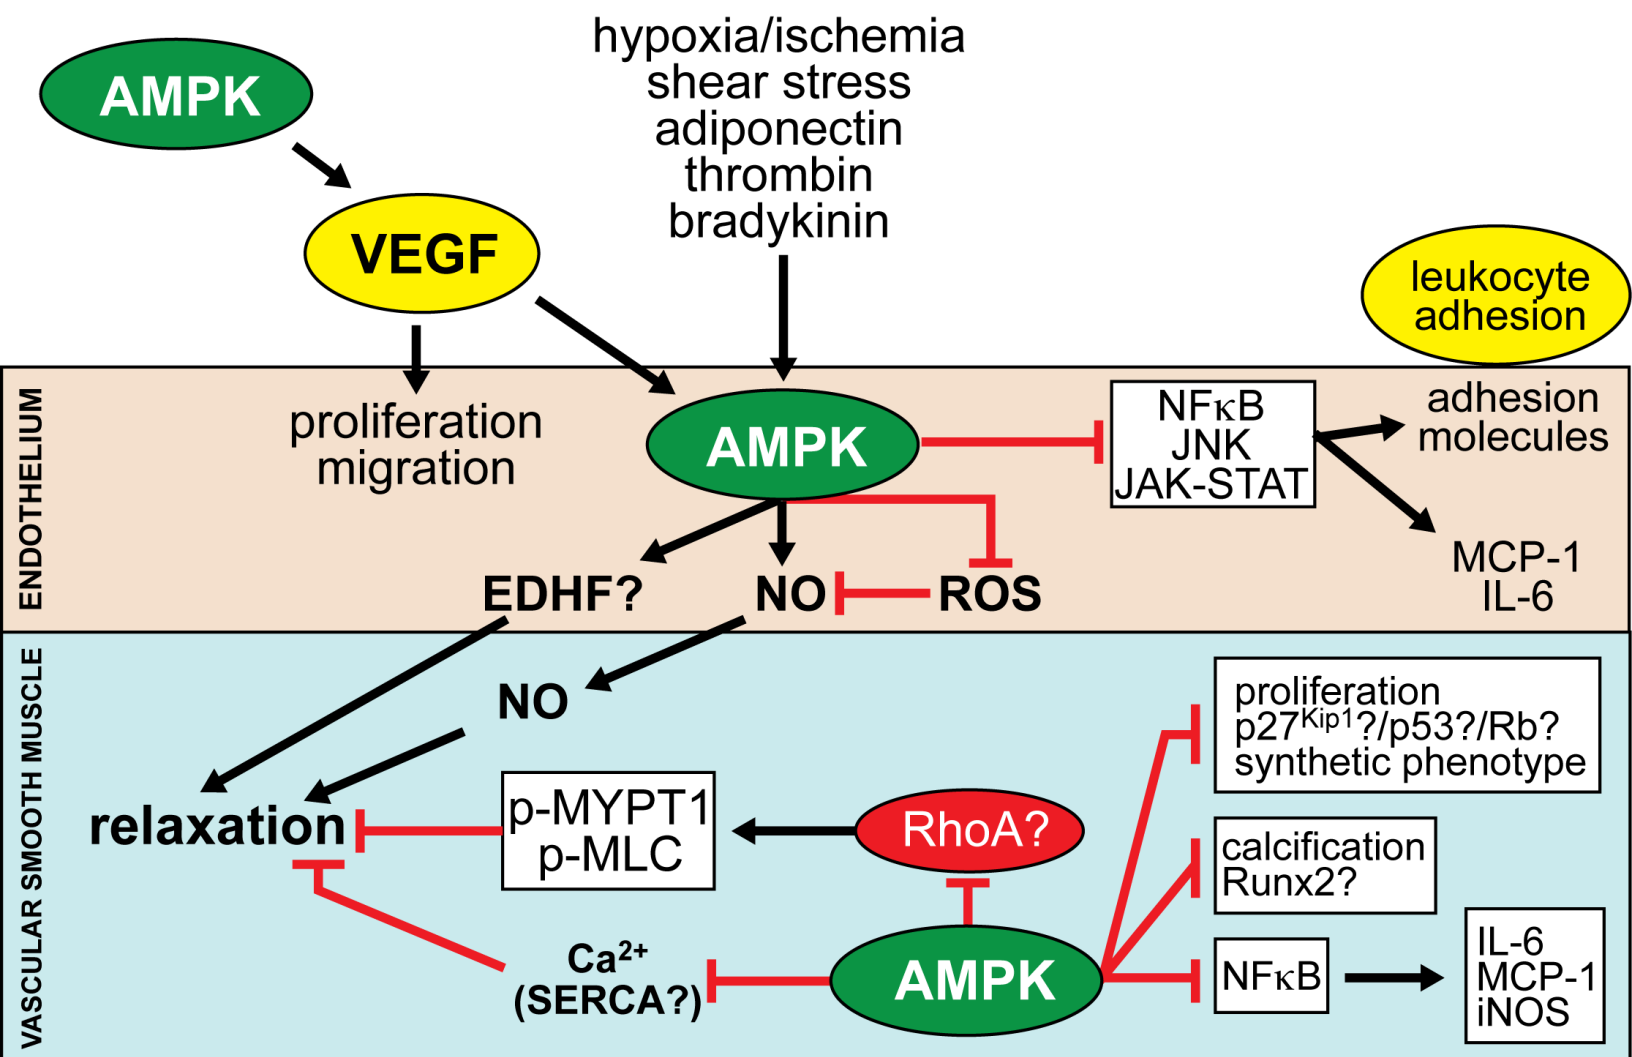 AMPK
hypoxia/ischemia
shear stress
adiponectin
thrombin
bradykinin
VEGF
leukocyte
adhesion
ENDOTHELIUM
proliferation
migration
AMPK
NFκB
JNK
JAK-STAT
adhesion
molecules
MCP-1
IL-6
EDHF?
NO
ROS
VASCULAR SMOOTH MUSCLE
NO
relaxation
p-MYPT1
p-MLC
RhoA?
Ca²⁺
(SERCA?)
AMPK
proliferation
p27ᴷⁱᵖ¹?/p53?/Rb?
synthetic phenotype
calcification
Runx2?
NFκB
IL-6
MCP-1
iNOS